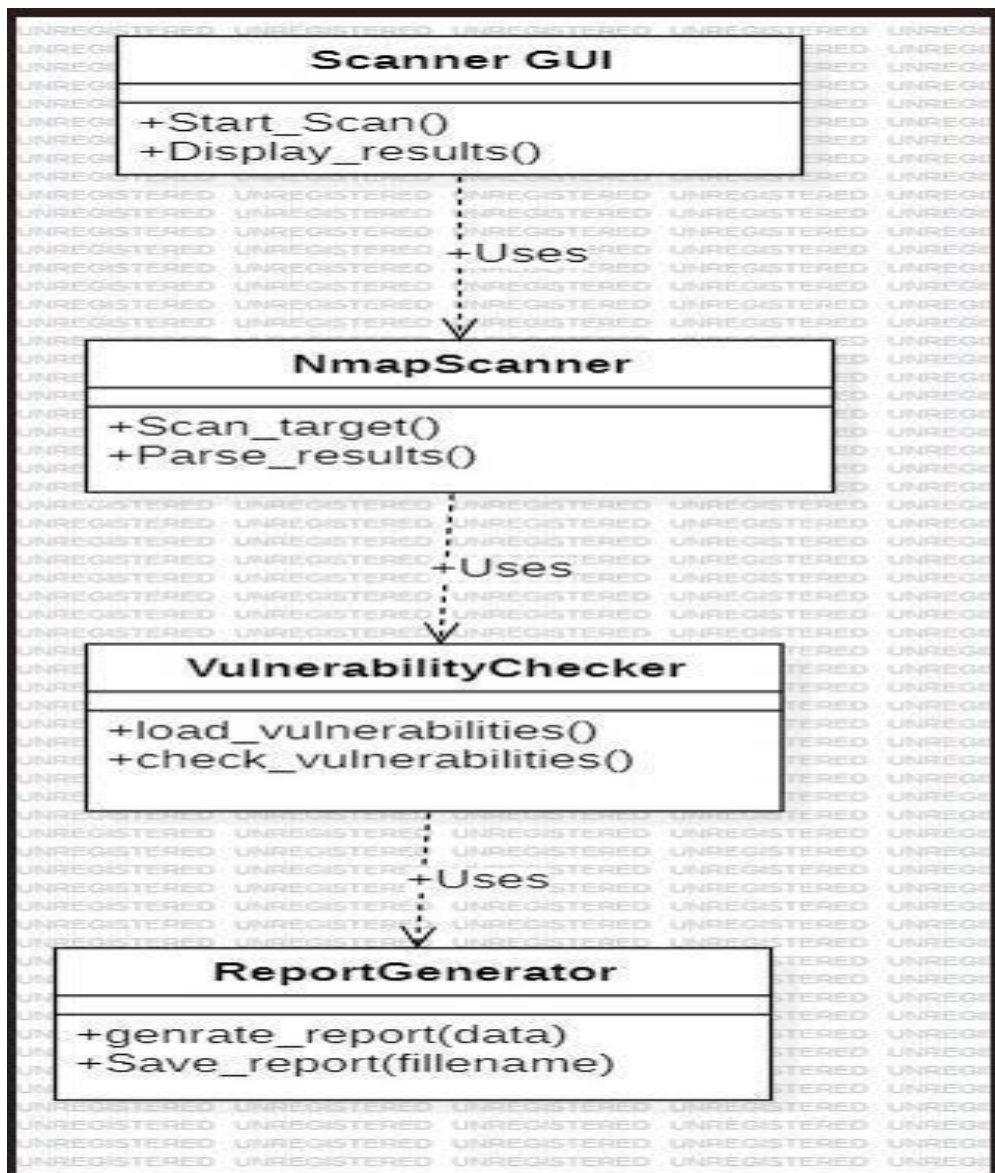 Scanner GUI
+Start_Scan()
+Display_results()
+Uses
NmapScanner
+Scan_target()
+Parse_results()
+Uses
VulnerabilityChecker
+load_vulnerabilities()
+check_vulnerabilities()
+Uses
ReportGenerator
+genrate_report(data)
+Save_report(fillename)